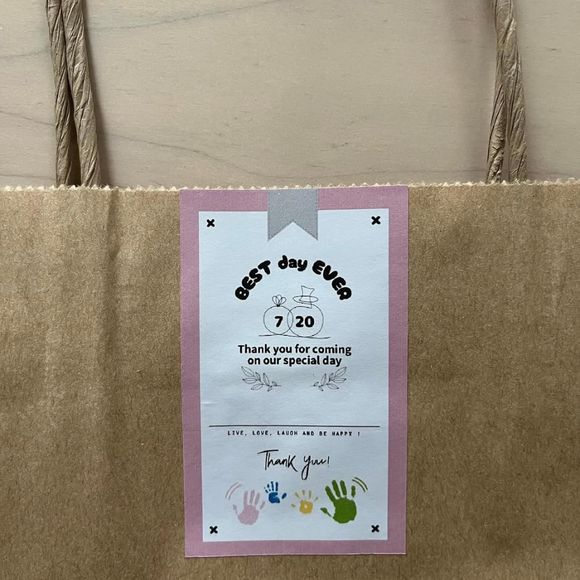 BEST day EVER
7 20
Thank you for coming
on our special day
LIVE, LOVE, LAUGH AND BE HAPPY !
Thank You!